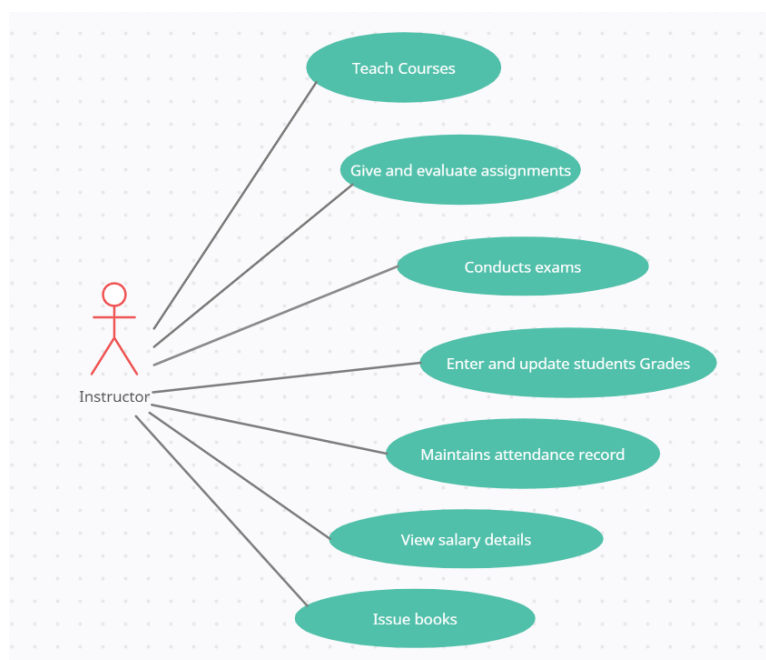 Teach Courses
Give and evaluate assignments
Conducts exams
Enter and update students Grades
Instructor
Maintains attendance record
View salary details
Issue books